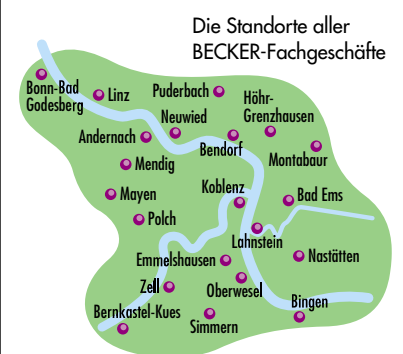 Die Standorte aller
BECKER-Fachgeschäfte
Bonn-Bad
Godesberg
Linz
Puderbach
Höhr-
Grenzhausen
Neuwied
Andernach
Bendorf
Montabaur
Mendig
Koblenz
Mayen
Bad Ems
Polch
Lahnstein
Emmelshausen
Nastätten
Zell
Oberwesel
Bingen
Bernkastel-Kues
Simmern